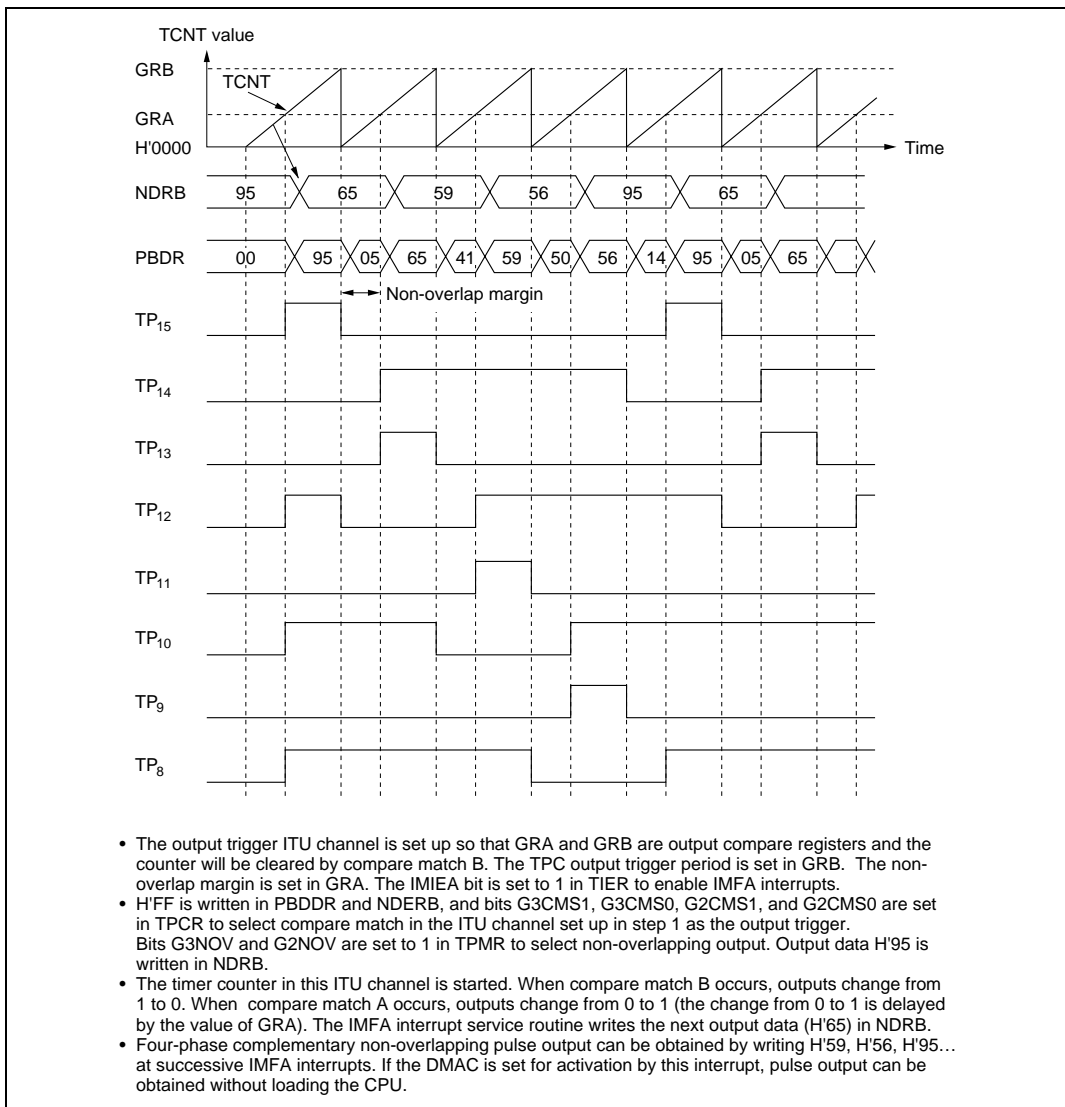 TCNT value
GRB
TCNT
GRA
H'0000
Time
NDRB 95 65 59 56 95 65
PBDR 00 95 05 65 41 59 50 56 14 95 05 65
Non-overlap margin
TP15
TP14
TP13
TP12
TP11
TP10
TP9
TP8
• The output trigger ITU channel is set up so that GRA and GRB are output compare registers and the
counter will be cleared by compare match B. The TPC output trigger period is set in GRB. The non-
overlap margin is set in GRA. The IMIEA bit is set to 1 in TIER to enable IMFA interrupts.
• H'FF is written in PBDDR and NDERB, and bits G3CMS1, G3CMS0, G2CMS1, and G2CMS0 are set
in TPCR to select compare match in the ITU channel set up in step 1 as the output trigger.
Bits G3NOV and G2NOV are set to 1 in TPMR to select non-overlapping output. Output data H'95 is
written in NDRB.
• The timer counter in this ITU channel is started. When compare match B occurs, outputs change from
1 to 0. When compare match A occurs, outputs change from 0 to 1 (the change from 0 to 1 is delayed
by the value of GRA). The IMFA interrupt service routine writes the next output data (H'65) in NDRB.
• Four-phase complementary non-overlapping pulse output can be obtained by writing H'59, H'56, H'95…
at successive IMFA interrupts. If the DMAC is set for activation by this interrupt, pulse output can be
obtained without loading the CPU.